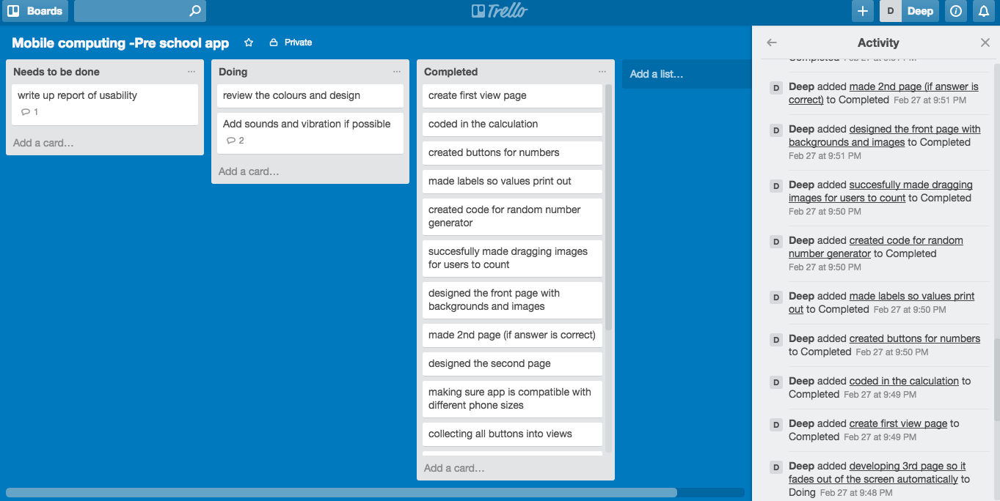 Boards
Trello
D Deep
Mobile computing -Pre school app
Private
Needs to be done
write up report of usability
1
Add a card…
Doing
review the colours and design
Add sounds and vibration if possible
2
Add a card…
Completed
create first view page
coded in the calculation
created buttons for numbers
made labels so values print out
created code for random number
generator
succesfully made dragging images
for users to count
designed the front page with
backgrounds and images
made 2nd page (if answer is correct)
designed the second page
making sure app is compatible with
different phone sizes
collecting all buttons into views
Add a card…
Add a list…
Activity
D Deep added made 2nd page (if answer is
correct) to Completed Feb 27 at 9:51 PM
D Deep added designed the front page with
backgrounds and images to Completed
Feb 27 at 9:51 PM
D Deep added succesfully made dragging
images for users to count to Completed
Feb 27 at 9:50 PM
D Deep added created code for random
number generator to Completed
Feb 27 at 9:50 PM
D Deep added made labels so values print
out to Completed Feb 27 at 9:50 PM
D Deep added created buttons for numbers
to Completed Feb 27 at 9:50 PM
D Deep added coded in the calculation to
Completed Feb 27 at 9:49 PM
D Deep added create first view page to
Completed Feb 27 at 9:49 PM
D Deep added developing 3rd page so it
fades out of the screen automatically to
Doing Feb 27 at 9:48 PM